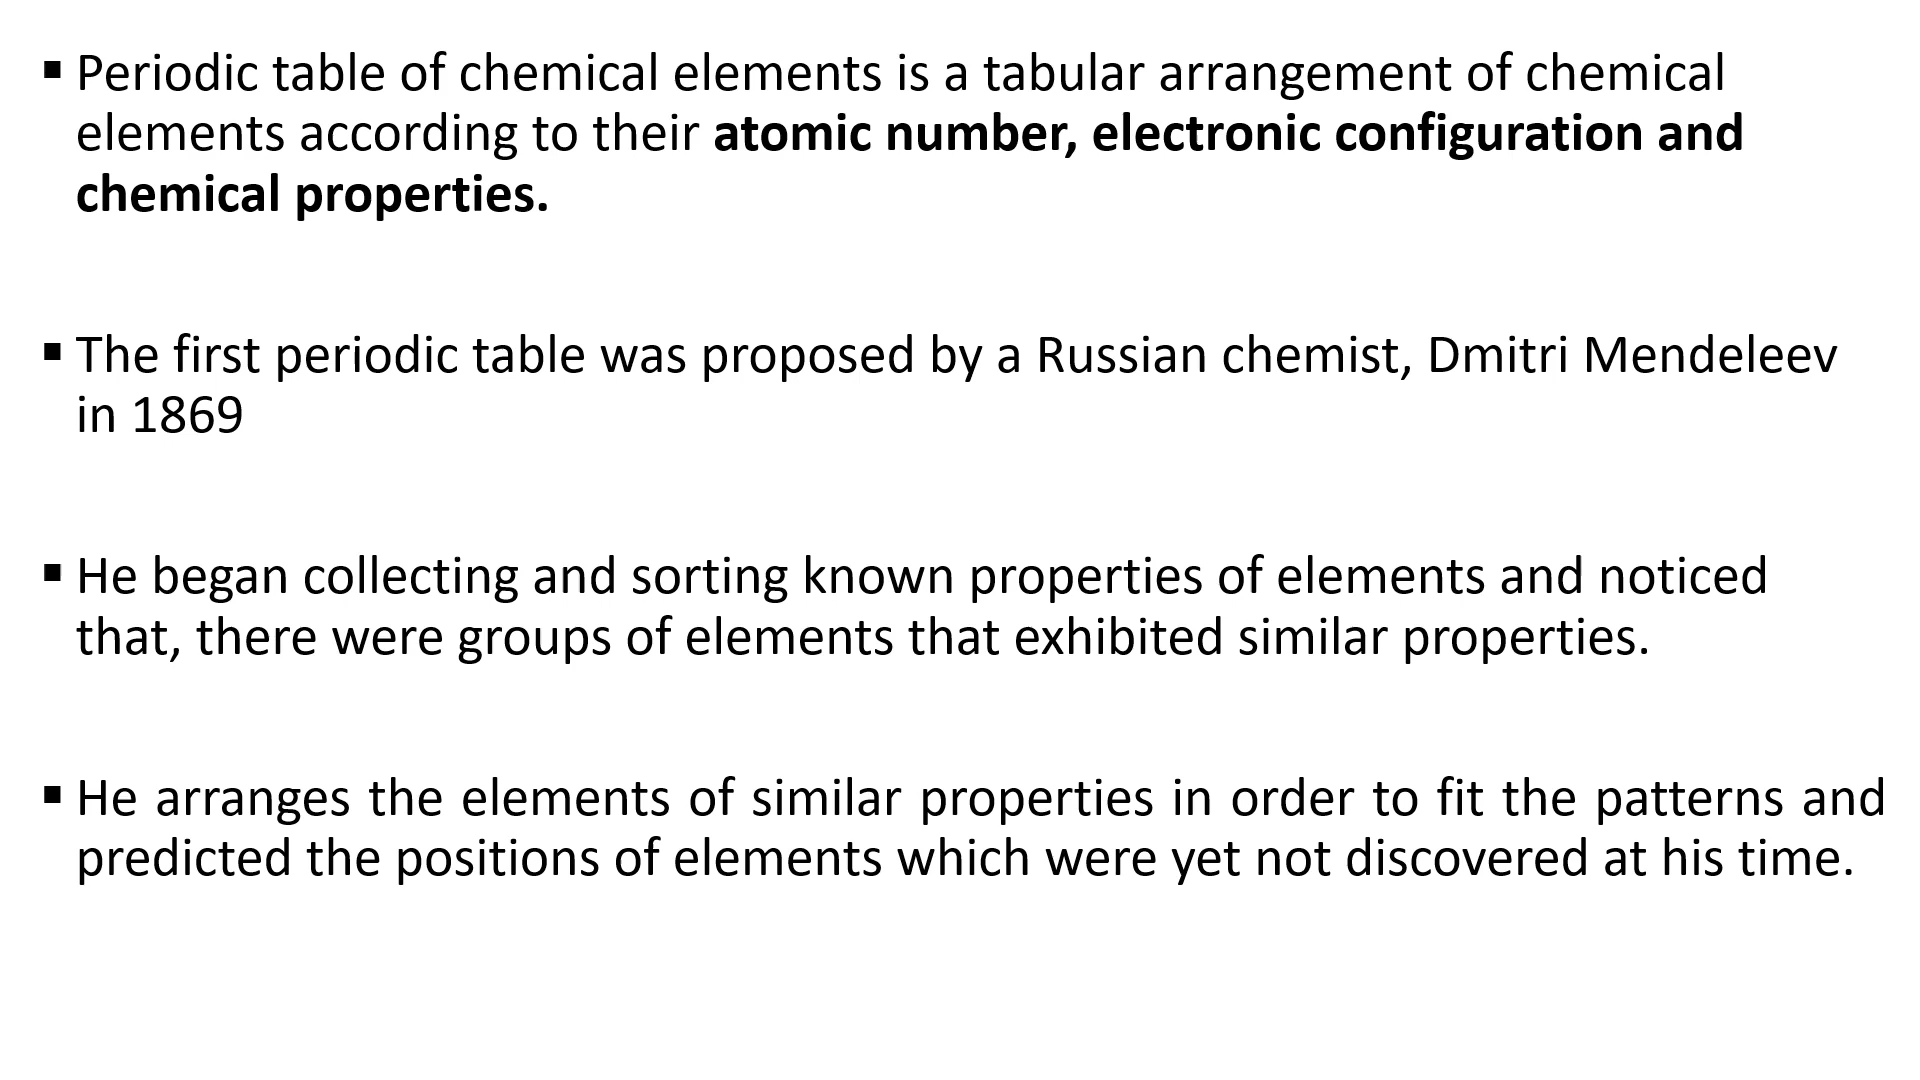 ▪ Periodic table of chemical elements is a tabular arrangement of chemical
elements according to their atomic number, electronic configuration and
chemical properties.
▪ The first periodic table was proposed by a Russian chemist, Dmitri Mendeleev
in 1869
▪ He began collecting and sorting known properties of elements and noticed
that, there were groups of elements that exhibited similar properties.
▪ He arranges the elements of similar properties in order to fit the patterns and
predicted the positions of elements which were yet not discovered at his time.